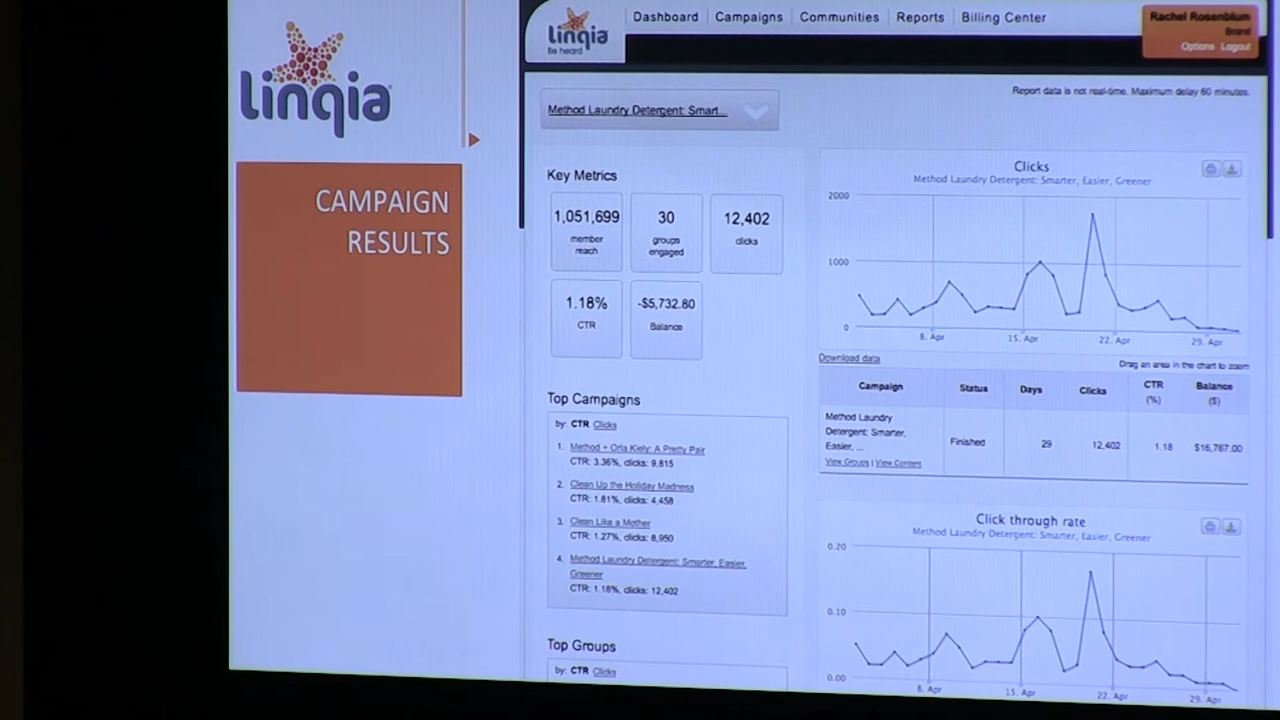 linqia
CAMPAIGN
RESULTS
linqia
Be heard
Dashboard
Campaigns
Communities
Reports
Billing Center
Rachel Rosenblum
Brand
Options Logout
Report data is not real-time. Maximum delay 60 minutes.
Method Laundry Detergent: Smart...
Key Metrics
1,051,699
member
reach
30
groups
engaged
12,402
clicks
1.18%
CTR
-$5,732.80
Balance
Top Campaigns
by: CTR Clicks
1. Method + Orla Kiely: A Pretty Pair
CTR: 3.36%, clicks: 9,815
2. Clean Up the Holiday Madness
CTR: 1.81%, clicks: 4,458
3. Clean Like a Mother
CTR: 1.27%, clicks: 8,950
4. Method Laundry Detergent: Smarter, Easier,
Greener
CTR: 1.18%, clicks: 12,402
Top Groups
by: CTR Clicks
Clicks
Method Laundry Detergent: Smarter, Easier, Greener
2000
1000
0
8. Apr
15. Apr
22. Apr
29. Apr
Download data
Drag an area in the chart to zoom
Campaign Status Days Clicks CTR (%) Balance ($)
Method Laundry
Detergent: Smarter,
Easier, ...
View Groups | View Content
Finished 29 12,402 1.18 $16,767.00
Click through rate
Method Laundry Detergent: Smarter, Easier, Greener
0.20
0.10
0.00
8. Apr
15. Apr
22. Apr
29. Apr